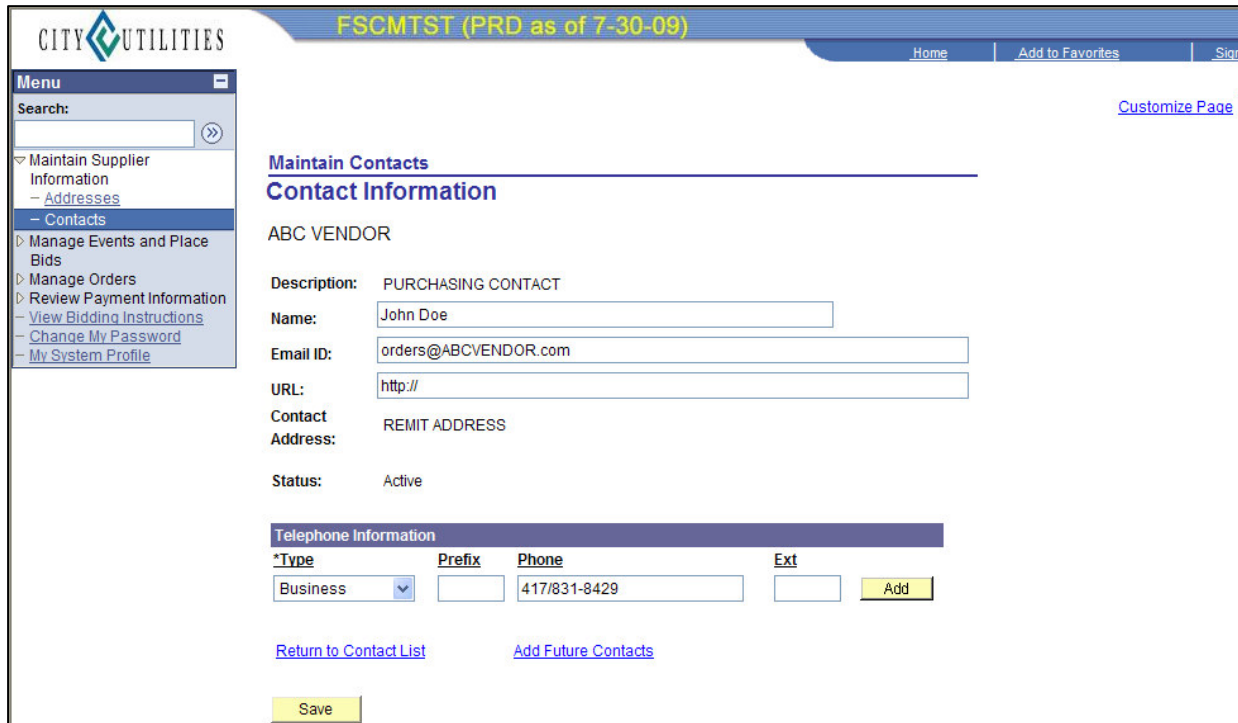 CITY UTILITIES
FSCMTST (PRD as of 7-30-09)
Home
Add to Favorites
Sign
Customize Page
Menu
Search:
Maintain Supplier
Information
– Addresses
– Contacts
Manage Events and Place
Bids
Manage Orders
Review Payment Information
– View Bidding Instructions
– Change My Password
– My System Profile
Maintain Contacts
Contact Information
ABC VENDOR
Description: PURCHASING CONTACT
Name: John Doe
Email ID: orders@ABCVENDOR.com
URL: http://
Contact
Address: REMIT ADDRESS
Status: Active
Telephone Information
*Type Prefix Phone Ext
Business 417/831-8429 Add
Return to Contact List Add Future Contacts
Save